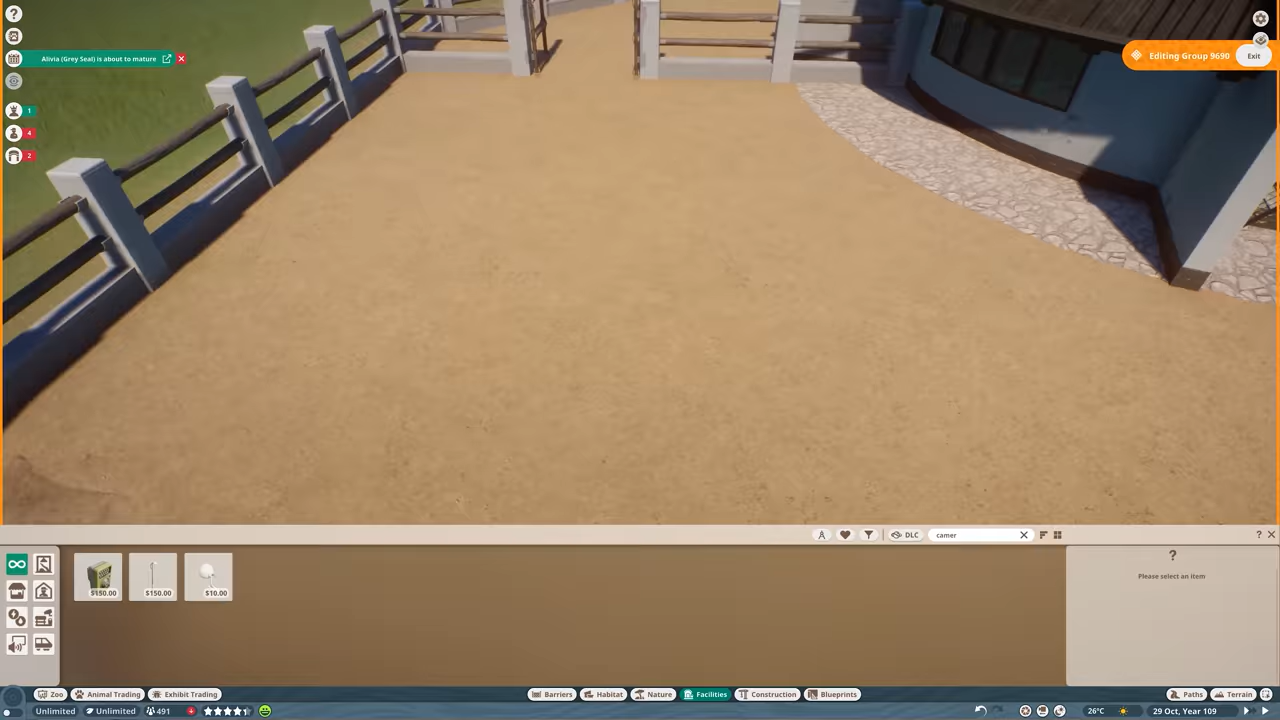 Alivia (Grey Seal) is about to mature
Editing Group 9690
Exit
1
4
2
DLC
camer
?
$150.00
$150.00
$10.00
?
Please select an item
Zoo
Animal Trading
Exhibit Trading
Barriers
Habitat
Nature
Facilities
Construction
Blueprints
Paths
Terrain
Unlimited
Unlimited
491
26°C
29 Oct, Year 109